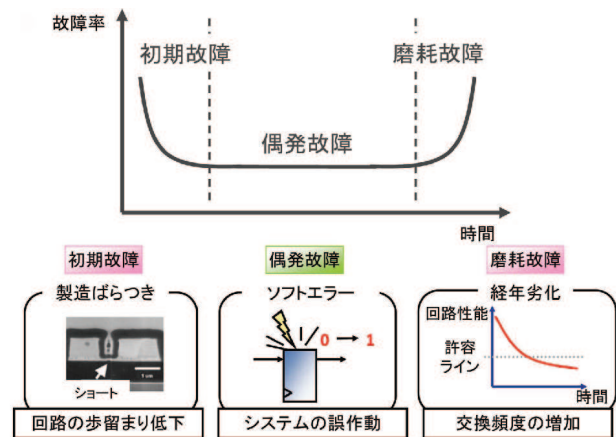 故障率
初期故障
磨耗故障
偶発故障
時間
初期故障
製造ばらつき
ショート
回路の歩留まり低下
偶発故障
ソフトエラー
0 → 1
システムの誤作動
磨耗故障
経年劣化
回路性能
許容
ライン
時間
交換頻度の増加